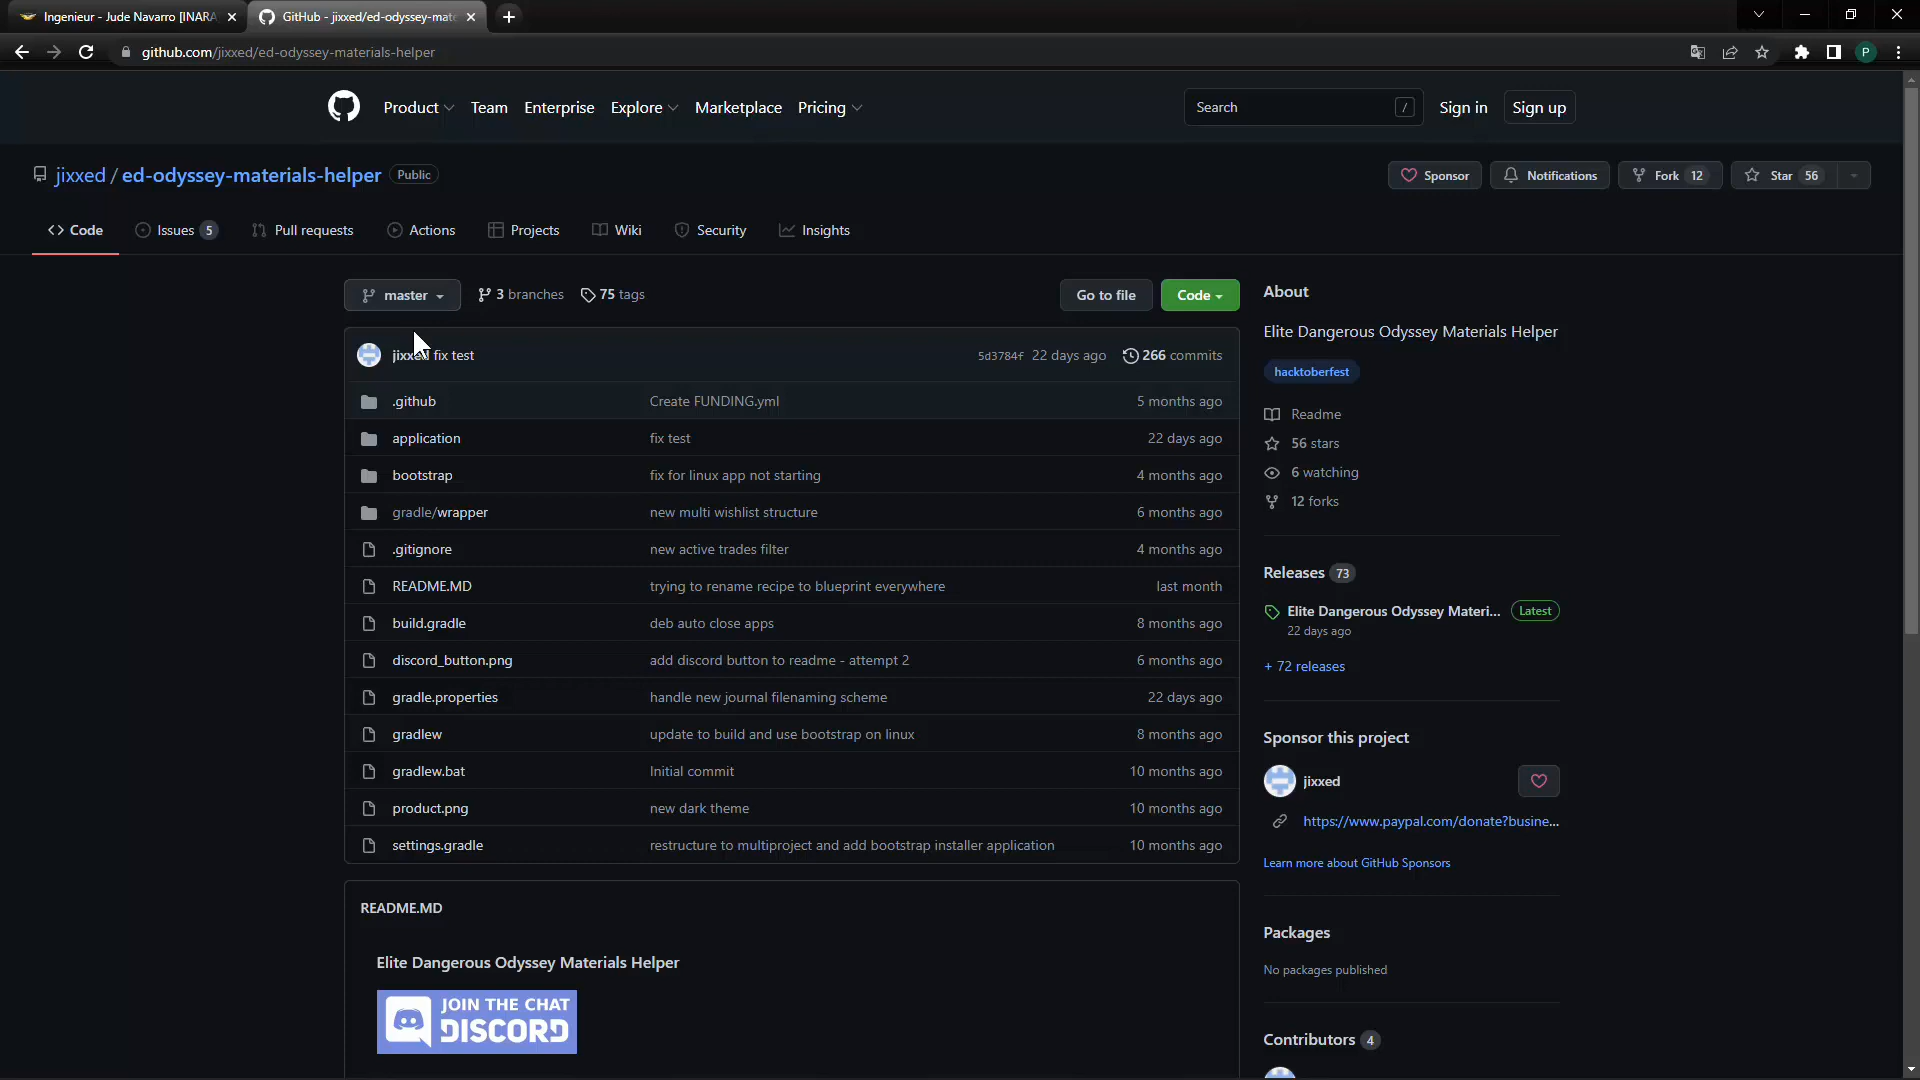 Ingenieur - Jude Navarro [INARA
GitHub - jixxed/ed-odyssey-mate
github.com/jixxed/ed-odyssey-materials-helper
P
Product Team Enterprise Explore Marketplace Pricing
Search /
Sign in Sign up
jixxed / ed-odyssey-materials-helper Public
Sponsor Notifications Fork 12 Star 56
Code Issues 5 Pull requests Actions Projects Wiki Security Insights
master 3 branches 75 tags Go to file Code
jixxed fix test 5d3784f 22 days ago 266 commits
.github Create FUNDING.yml 5 months ago
application fix test 22 days ago
bootstrap fix for linux app not starting 4 months ago
gradle/wrapper new multi wishlist structure 6 months ago
.gitignore new active trades filter 4 months ago
README.MD trying to rename recipe to blueprint everywhere last month
build.gradle deb auto close apps 8 months ago
discord_button.png add discord button to readme - attempt 2 6 months ago
gradle.properties handle new journal filenaming scheme 22 days ago
gradlew update to build and use bootstrap on linux 8 months ago
gradlew.bat Initial commit 10 months ago
product.png new dark theme 10 months ago
settings.gradle restructure to multiproject and add bootstrap installer application 10 months ago
README.MD
Elite Dangerous Odyssey Materials Helper
JOIN THE CHAT
DISCORD
About
Elite Dangerous Odyssey Materials Helper
hacktoberfest
Readme
56 stars
6 watching
12 forks
Releases 73
Elite Dangerous Odyssey Materi... Latest
22 days ago
+ 72 releases
Sponsor this project
jixxed
https://www.paypal.com/donate?busine...
Learn more about GitHub Sponsors
Packages
No packages published
Contributors 4